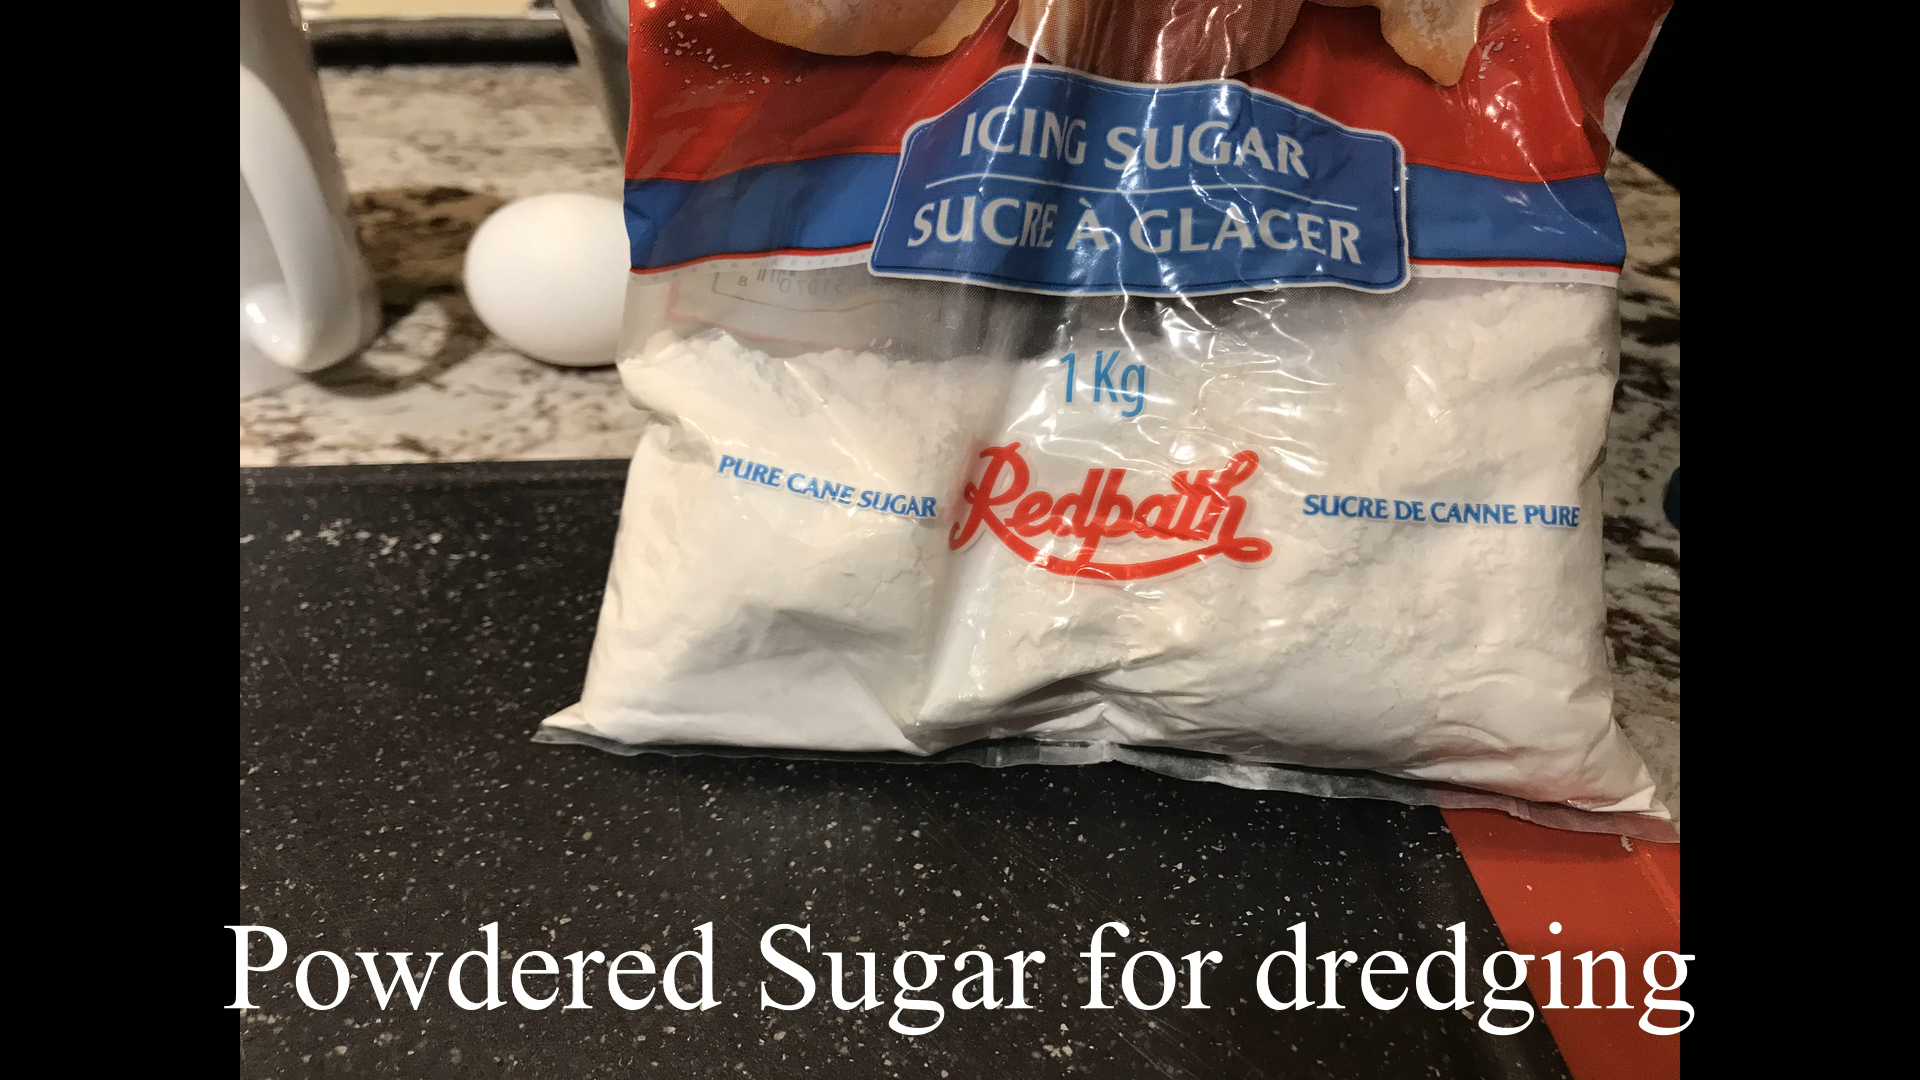 ICING SUGAR
SUCRE À GLACER
1 Kg
PURE CANE SUGAR
Redpath
SUCRE DE CANNE PURE
Powdered Sugar for dredging